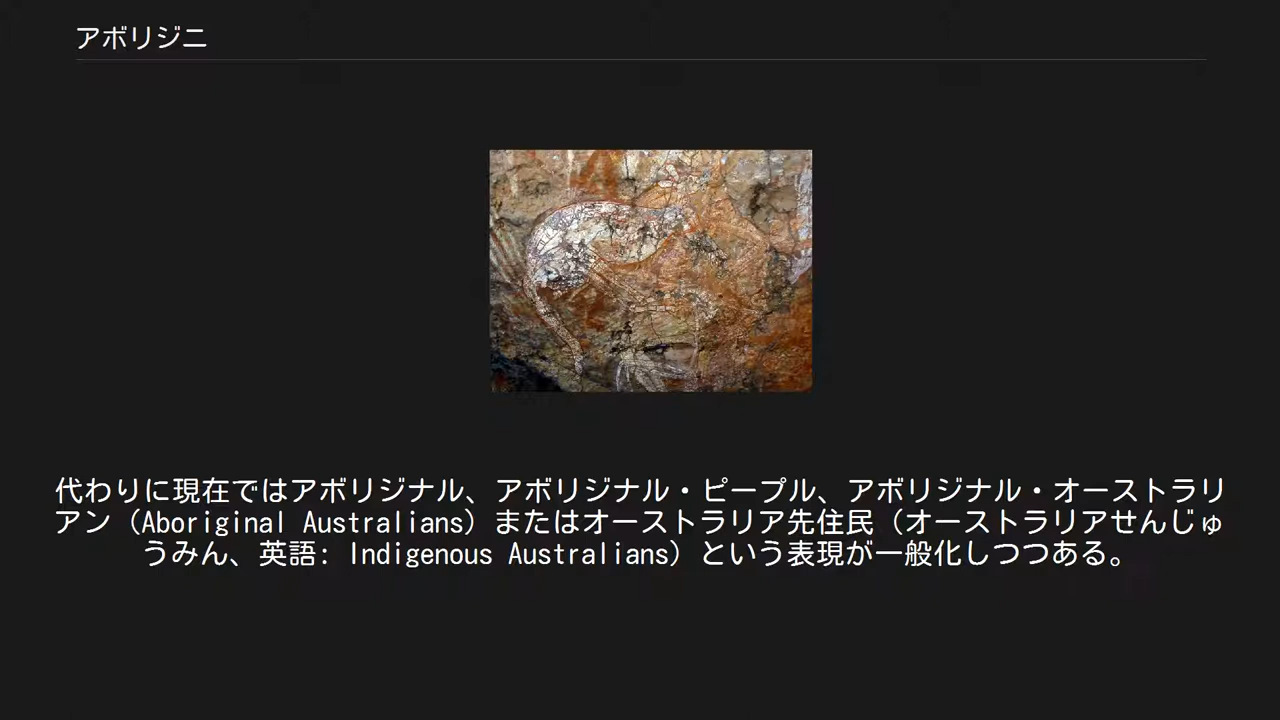 アボリジニ
代わりに現在ではアボリジナル、アボリジナル・ピープル、アボリジナル・オーストラリ
アン（Aboriginal Australians）またはオーストラリア先住民（オーストラリアせんじゅ
うみん、英語: Indigenous Australians）という表現が一般化しつつある。